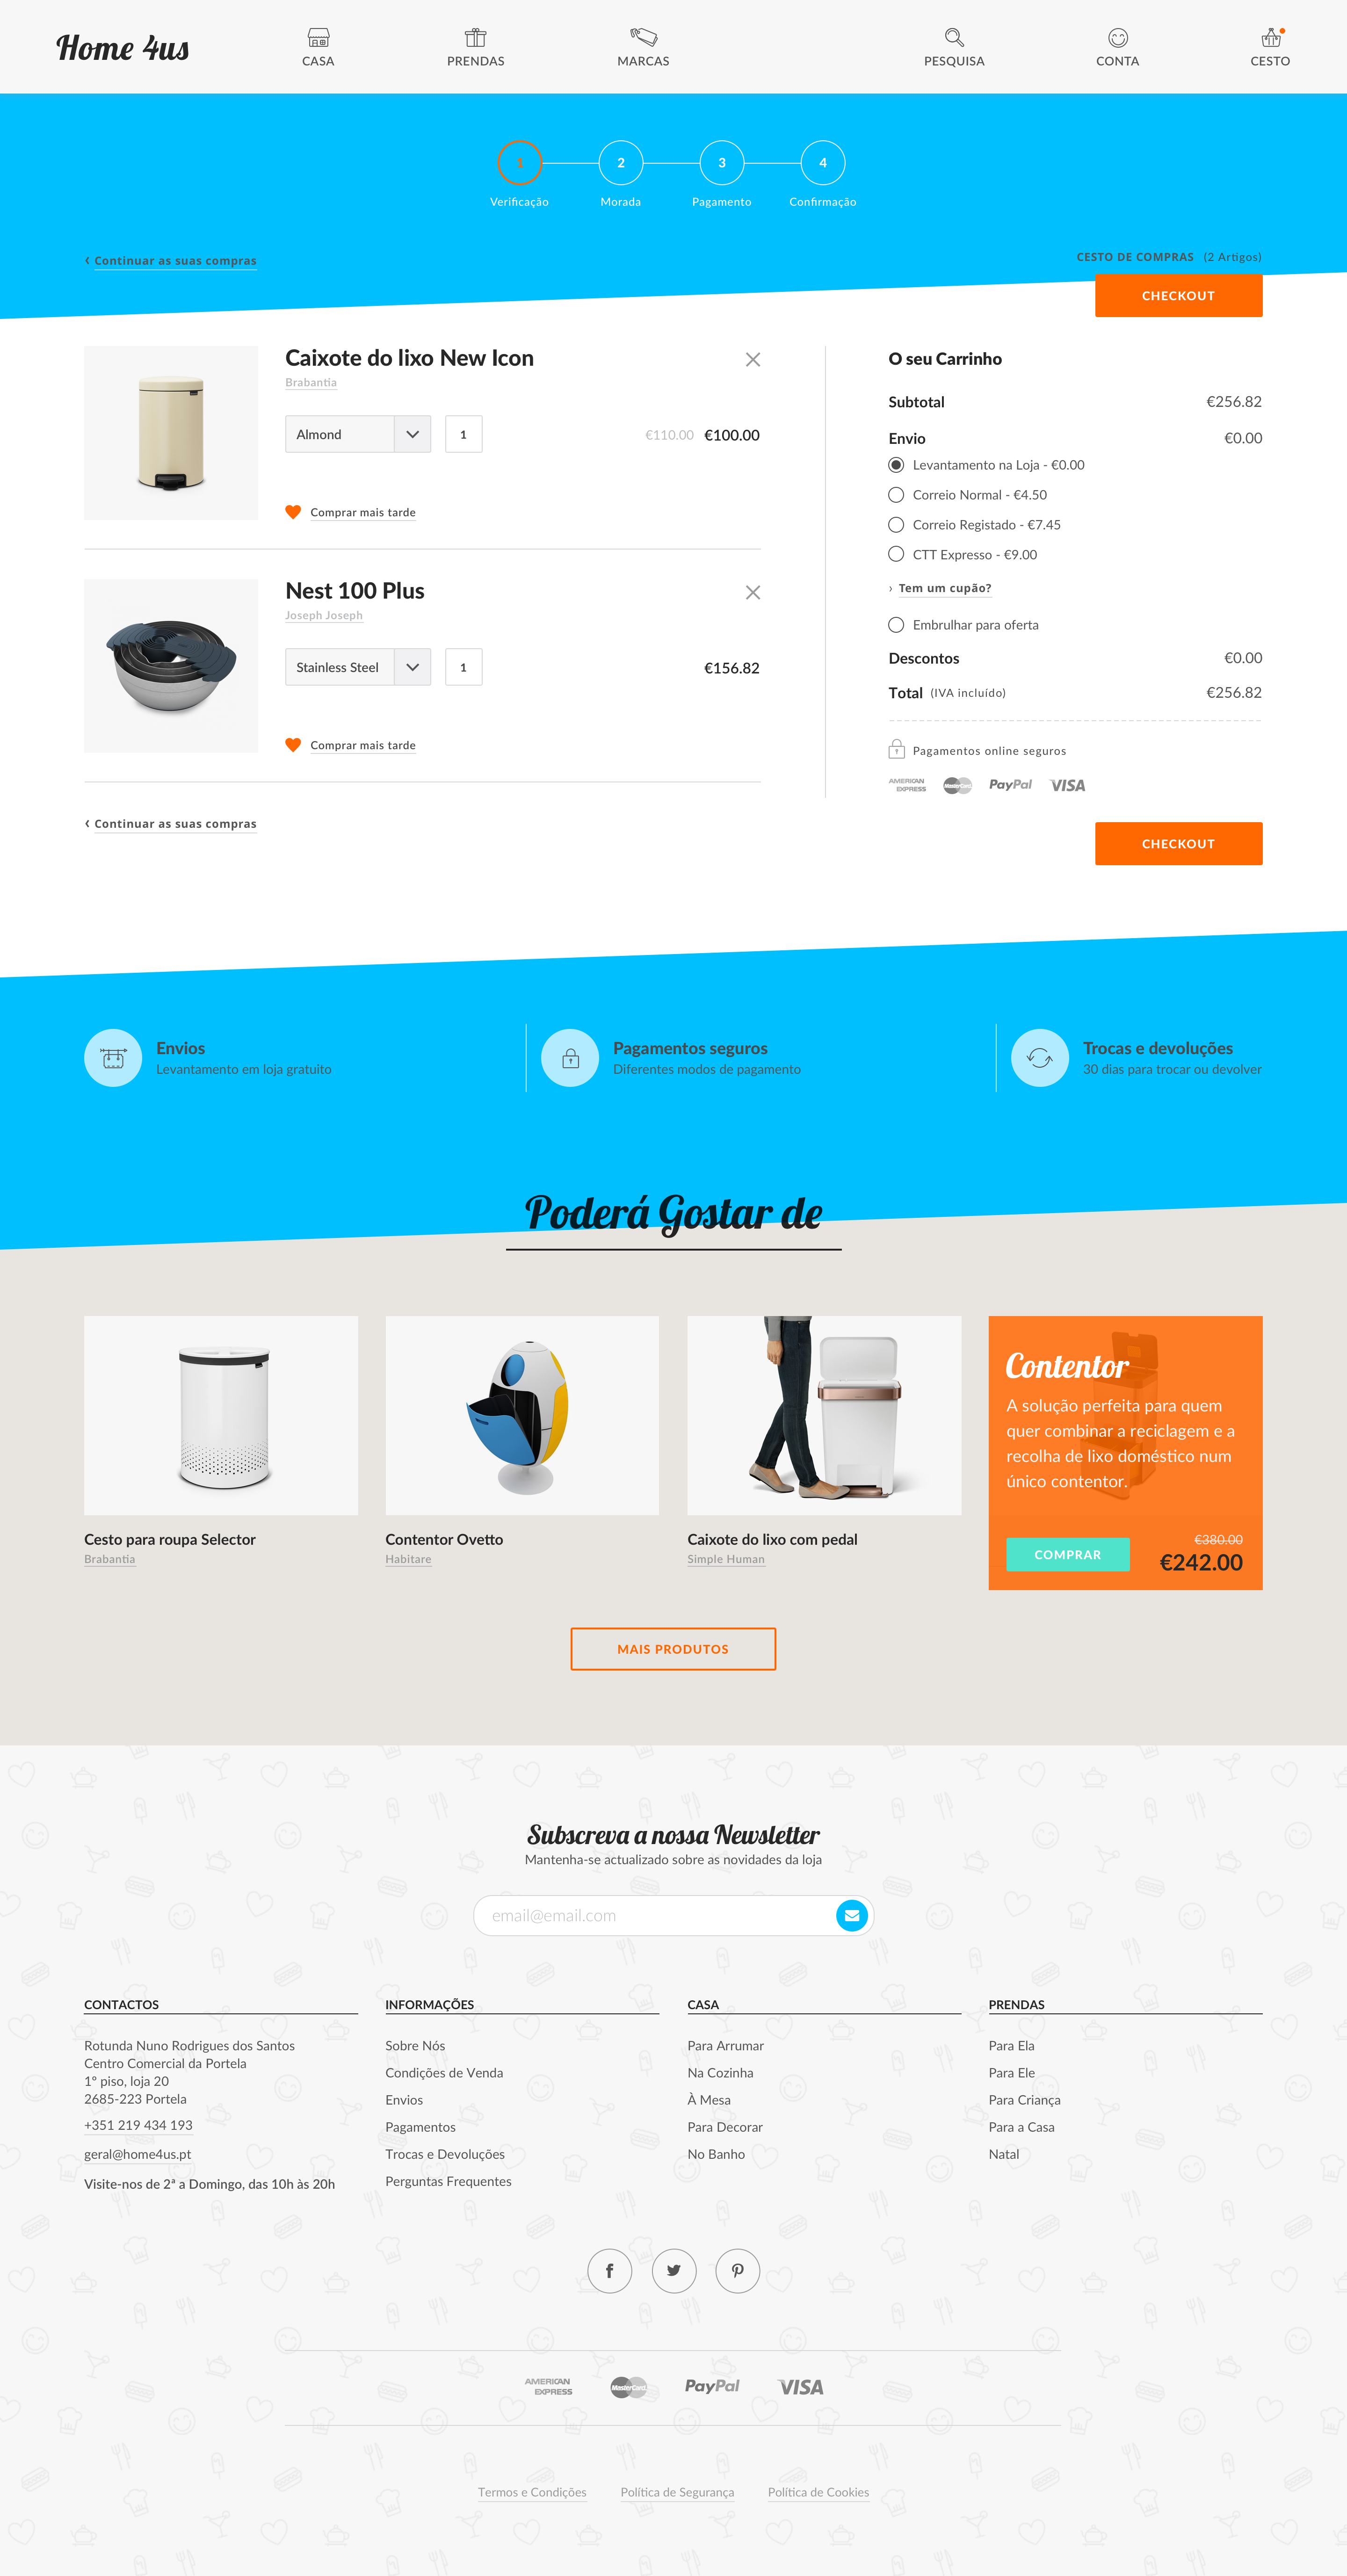 Home 4us
CASA
PRENDAS
MARCAS
PESQUISA
CONTA
CESTO
1
2
3
4
Verificação
Morada
Pagamento
Confirmação
‹ Continuar as suas compras
CESTO DE COMPRAS (2 Artigos)
CHECKOUT
Caixote do lixo New Icon
Brabantia
Almond
1
€110.00 €100.00
Comprar mais tarde
Nest 100 Plus
Joseph Joseph
Stainless Steel
1
€156.82
Comprar mais tarde
‹ Continuar as suas compras
O seu Carrinho
Subtotal €256.82
Envio €0.00
Levantamento na Loja - €0.00
Correio Normal - €4.50
Correio Registado - €7.45
CTT Expresso - €9.00
› Tem um cupão?
Embrulhar para oferta
Descontos €0.00
Total (IVA incluído) €256.82
Pagamentos online seguros
AMERICAN EXPRESS
MasterCard
PayPal
VISA
CHECKOUT
Envios
Levantamento em loja gratuito
Pagamentos seguros
Diferentes modos de pagamento
Trocas e devoluções
30 dias para trocar ou devolver
Poderá Gostar de
Cesto para roupa Selector
Brabantia
Contentor Ovetto
Habitare
Caixote do lixo com pedal
Simple Human
Contentor
A solução perfeita para quem
quer combinar a reciclagem e a
recolha de lixo doméstico num
único contentor.
COMPRAR
€380.00
€242.00
MAIS PRODUTOS
Subscreva a nossa Newsletter
Mantenha-se actualizado sobre as novidades da loja
email@email.com
CONTACTOS
Rotunda Nuno Rodrigues dos Santos
Centro Comercial da Portela
1º piso, loja 20
2685-223 Portela
+351 219 434 193
geral@home4us.pt
Visite-nos de 2ª a Domingo, das 10h às 20h
INFORMAÇÕES
Sobre Nós
Condições de Venda
Envios
Pagamentos
Trocas e Devoluções
Perguntas Frequentes
CASA
Para Arrumar
Na Cozinha
À Mesa
Para Decorar
No Banho
PRENDAS
Para Ela
Para Ele
Para Criança
Para a Casa
Natal
AMERICAN EXPRESS
MasterCard
PayPal
VISA
Termos e Condições
Política de Segurança
Política de Cookies